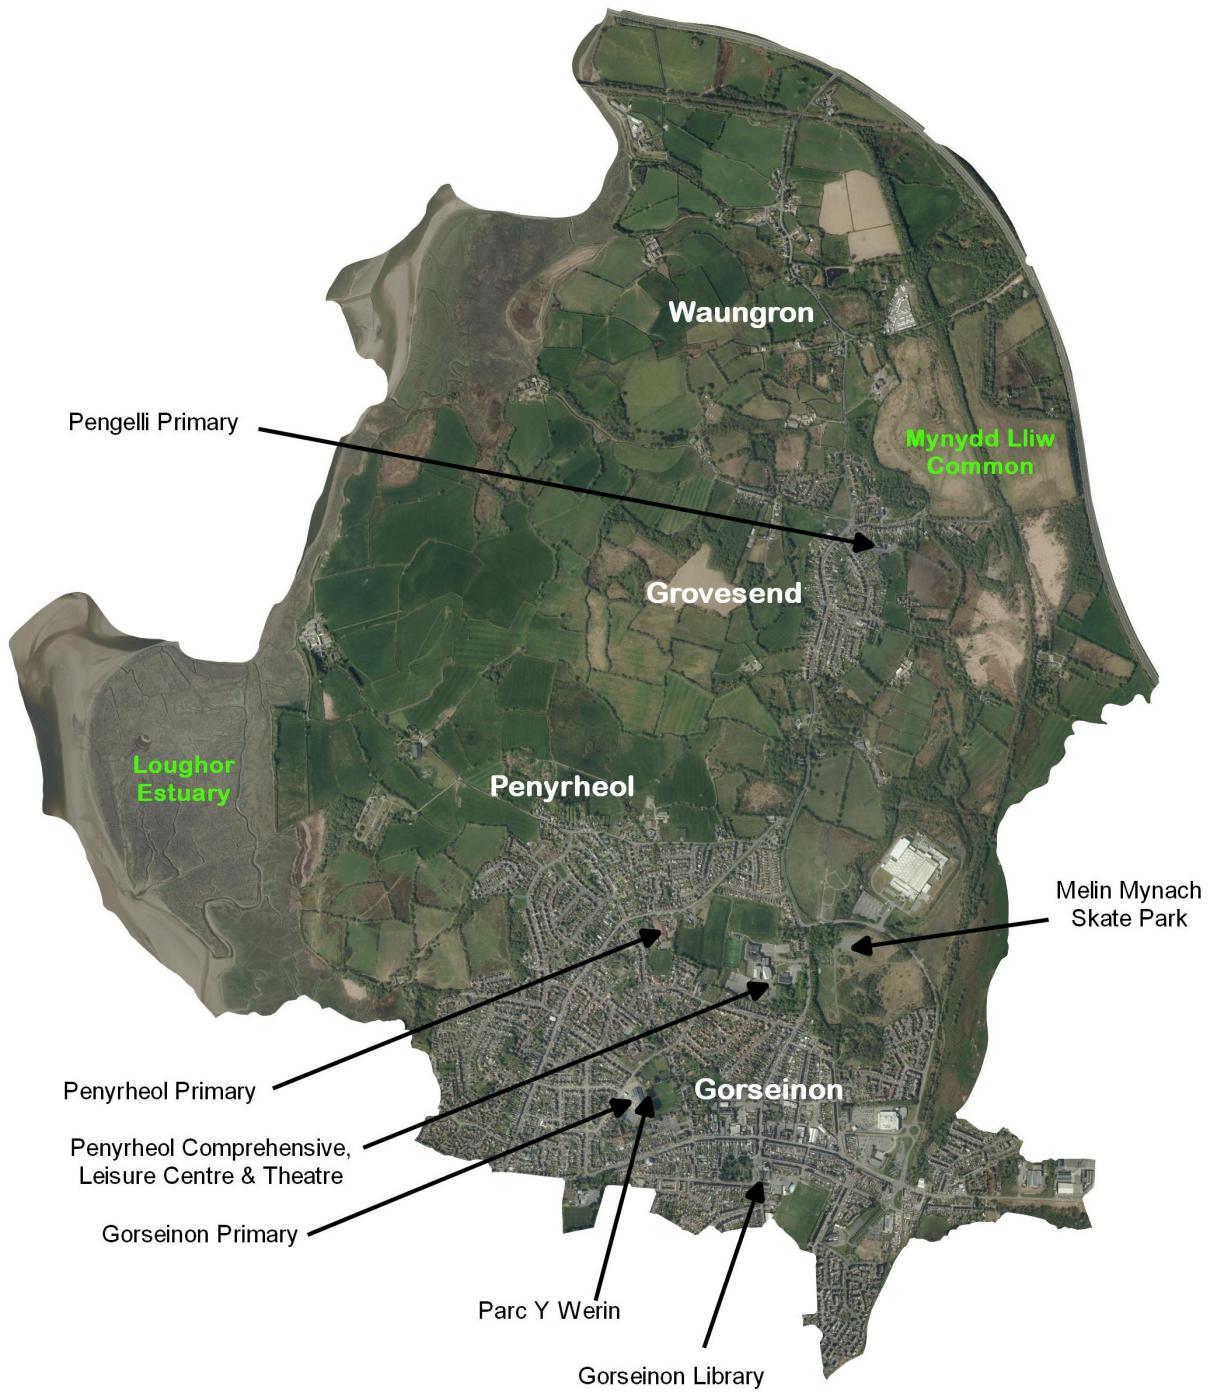 Waungron
Pengelli Primary
Mynydd Lliw
Common
Grovesend
Loughor
Estuary
Penyrheol
Melin Mynach
Skate Park
Penyrheol Primary
Gorseinon
Penyrheol Comprehensive,
Leisure Centre & Theatre
Gorseinon Primary
Parc Y Werin
Gorseinon Library